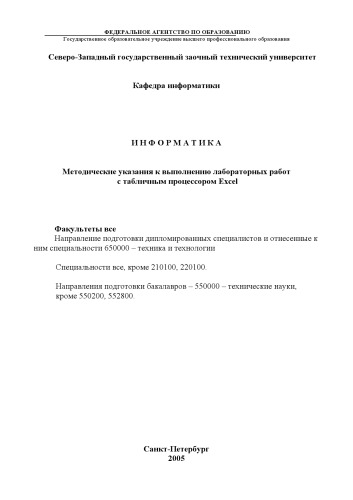 ФЕДЕРАЛЬНОЕ АГЕНТСТВО ПО ОБРАЗОВАНИЮ
Государственное образовательное учреждение высшего профессионального образования
Северо-Западный государственный заочный технический университет
Кафедра информатики
И Н Ф О Р М А Т И К А
Методические указания к выполнению лабораторных работ
с табличным процессором Excel
Факультеты все
Направление подготовки дипломированных специалистов и отнесенные к
ним специальности 650000 – техника и технологии
Специальности все, кроме 210100, 220100.
Направления подготовки бакалавров – 550000 – технические науки,
кроме 550200, 552800.
Санкт-Петербург
2005